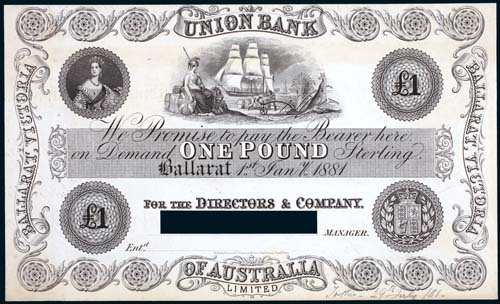 UNION BANK
BALLARAT, VICTORIA
BALLARAT, VICTORIA
£1
We Promise to pay the Bearer here
on Demand ONE POUND Sterling.
Ballarat 1st Jany. 1881
FOR THE DIRECTORS & COMPANY.
£1
MANAGER.
Entd.
OF AUSTRALIA
LIMITED.